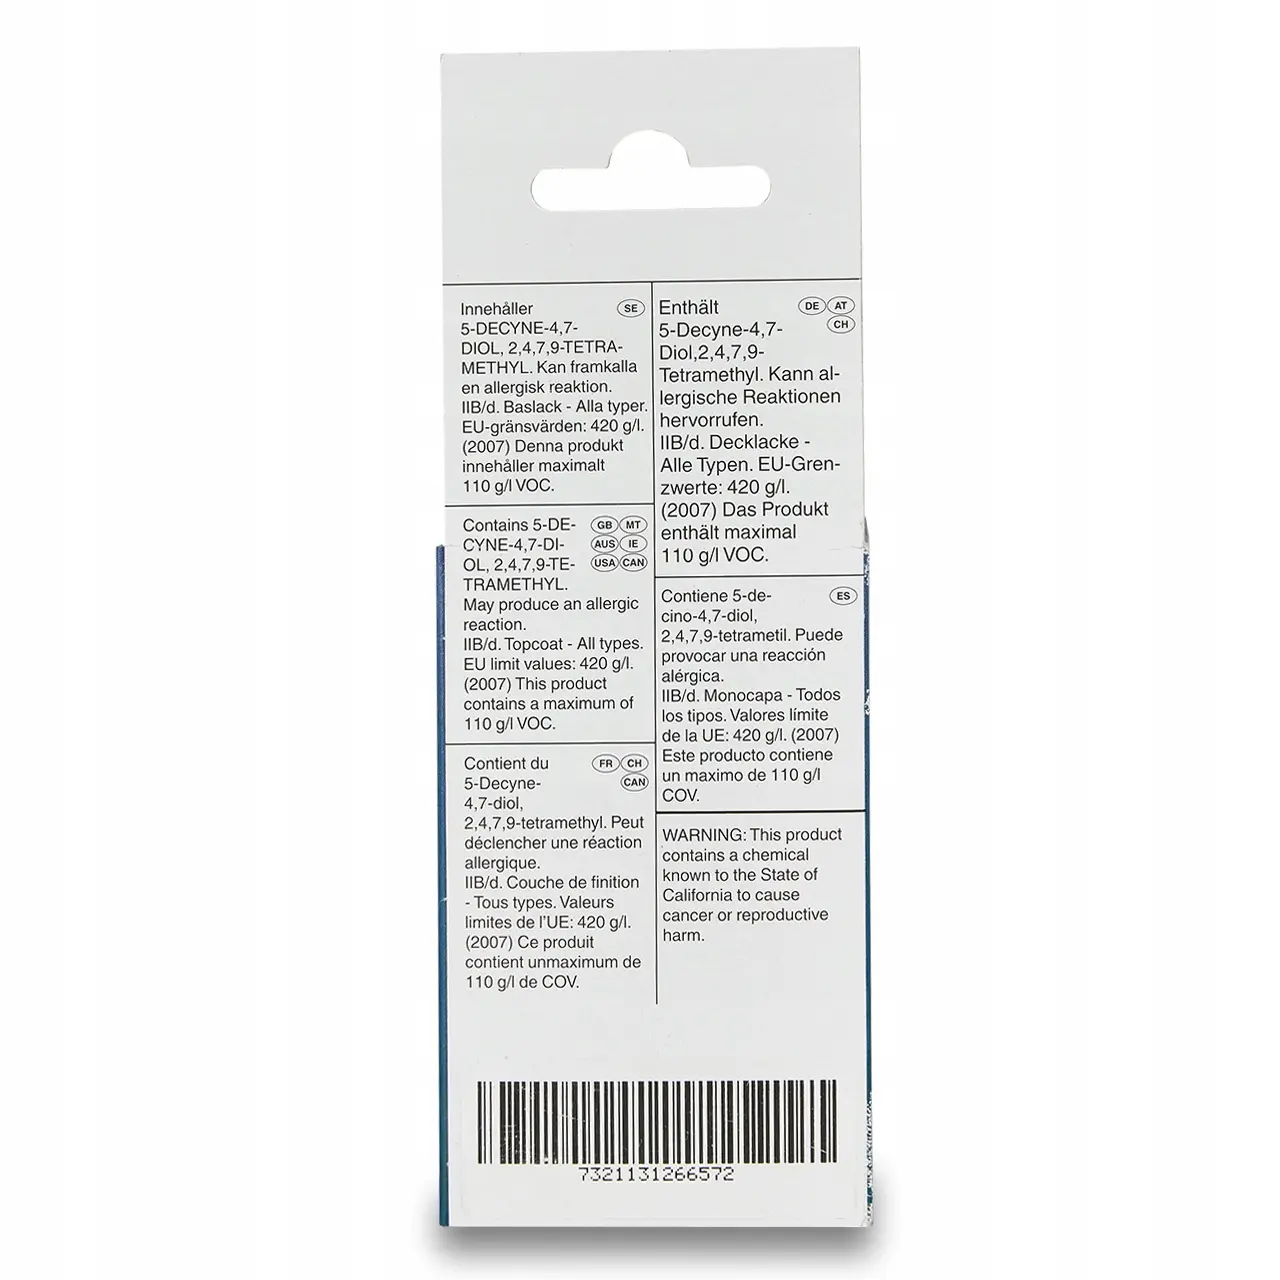 Innehåller SE
5-DECYNE-4,7-
DIOL, 2,4,7,9-TETRA-
METHYL. Kan framkalla
en allergisk reaktion.
IIB/d. Baslack - Alla typer.
EU-gränsvärden: 420 g/l.
(2007) Denna produkt
innehåller maximalt
110 g/l VOC.
Contains 5-DE- GB MT
CYNE-4,7-DI- AUS IE
OL, 2,4,7,9-TE- USA CAN
TRAMETHYL.
May produce an allergic
reaction.
IIB/d. Topcoat - All types.
EU limit values: 420 g/l.
(2007) This product
contains a maximum of
110 g/l VOC.
Contient du FR CH
5-Decyne- CAN
4,7-diol,
2,4,7,9-tetramethyl. Peut
déclencher une réaction
allergique.
IIB/d. Couche de finition
- Tous types. Valeurs
limites de l'UE: 420 g/l.
(2007) Ce produit
contient unmaximum de
110 g/l de COV.
Enthält DE AT
5-Decyne-4,7- CH
Diol,2,4,7,9-
Tetramethyl. Kann al-
lergische Reaktionen
hervorrufen.
IIB/d. Decklacke -
Alle Typen. EU-Gren-
zwerte: 420 g/l.
(2007) Das Produkt
enthält maximal
110 g/l VOC.
Contiene 5-de- ES
cino-4,7-diol,
2,4,7,9-tetrametil. Puede
provocar una reacción
alérgica.
IIB/d. Monocapa - Todos
los tipos. Valores límite
de la UE: 420 g/l. (2007)
Este producto contiene
un maximo de 110 g/l
COV.
WARNING: This product
contains a chemical
known to the State of
California to cause
cancer or reproductive
harm.
7321131266572